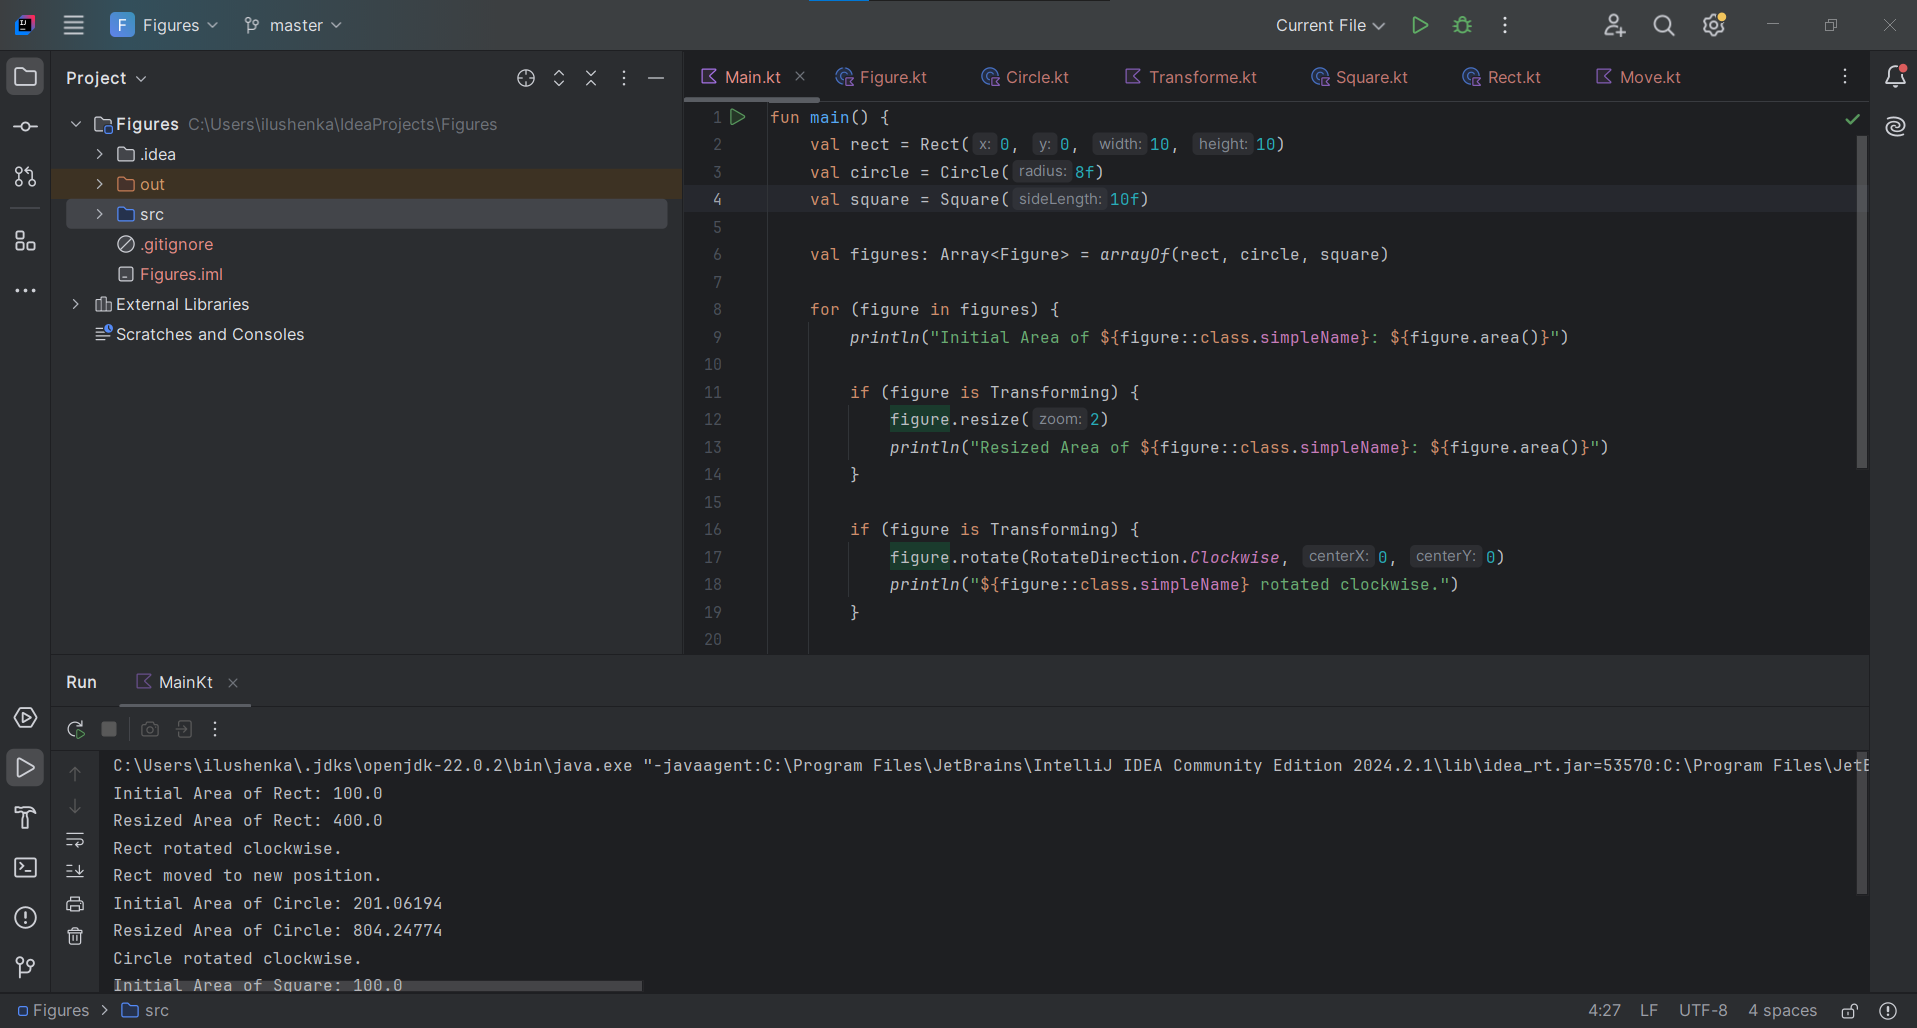 F Figures master Current File
Project
Main.kt Figure.kt Circle.kt Transforme.kt Square.kt Rect.kt Move.kt
Figures C:\Users\ilushenka\IdeaProjects\Figures
.idea
out
src
.gitignore
Figures.iml
External Libraries
Scratches and Consoles
1 fun main() {
2 val rect = Rect( x: 0, y: 0, width: 10, height: 10)
3 val circle = Circle( radius: 8f)
4 val square = Square( sideLength: 10f)
5
6 val figures: Array<Figure> = arrayOf(rect, circle, square)
7
8 for (figure in figures) {
9 println("Initial Area of ${figure::class.simpleName}: ${figure.area()}")
10
11 if (figure is Transforming) {
12 figure.resize( zoom: 2)
13 println("Resized Area of ${figure::class.simpleName}: ${figure.area()}")
14 }
15
16 if (figure is Transforming) {
17 figure.rotate(RotateDirection.Clockwise, centerX: 0, centerY: 0)
18 println("${figure::class.simpleName} rotated clockwise.")
19 }
20
Run MainKt
C:\Users\ilushenka\.jdks\openjdk-22.0.2\bin\java.exe "-javaagent:C:\Program Files\JetBrains\IntelliJ IDEA Community Edition 2024.2.1\lib\idea_rt.jar=53570:C:\Program Files\JetB
Initial Area of Rect: 100.0
Resized Area of Rect: 400.0
Rect rotated clockwise.
Rect moved to new position.
Initial Area of Circle: 201.06194
Resized Area of Circle: 804.24774
Circle rotated clockwise.
Initial Area of Square: 100.0
Figures src 4:27 LF UTF-8 4 spaces